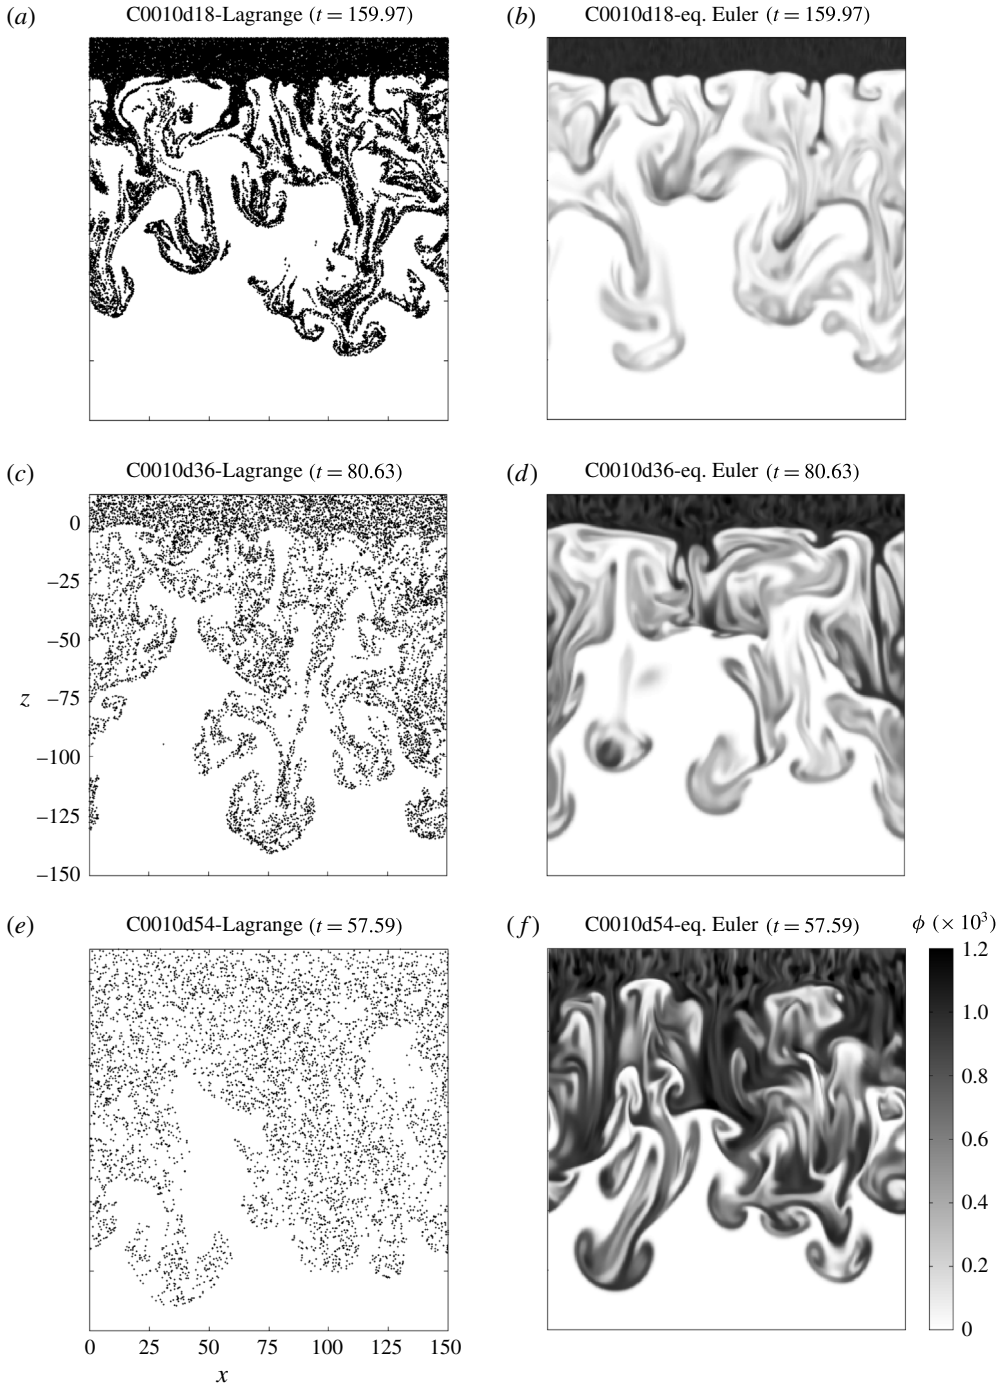 (a) C0010d18-Lagrange (t = 159.97)
(b) C0010d18-eq. Euler (t = 159.97)
(c) C0010d36-Lagrange (t = 80.63)
(d) C0010d36-eq. Euler (t = 80.63)
0
−25
−50
z −75
−100
−125
−150
(e) C0010d54-Lagrange (t = 57.59)
(f) C0010d54-eq. Euler (t = 57.59)
ϕ (× 10³)
1.2
1.0
0.8
0.6
0.4
0.2
0
0 25 50 75 100 125 150
x